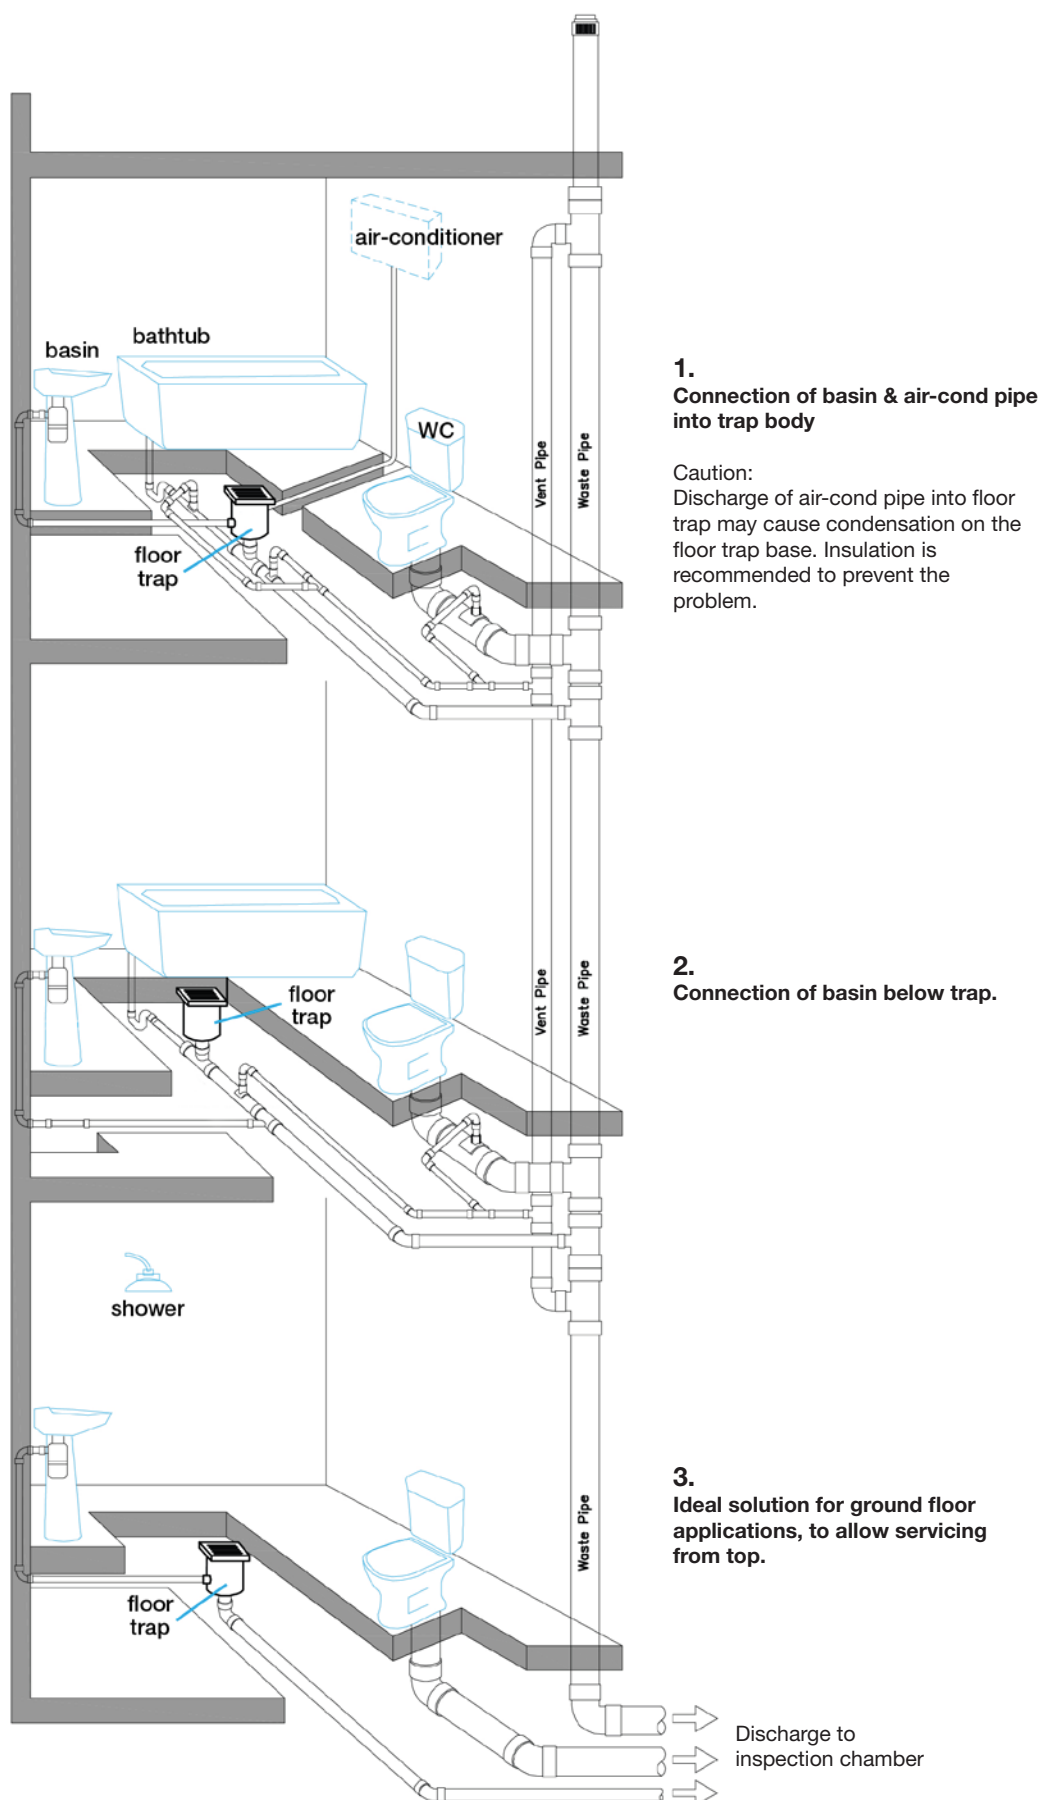 air-conditioner
bathtub
basin
WC
Vent Pipe
Waste Pipe
floor
trap
1.
Connection of basin & air-cond pipe
into trap body
Caution:
Discharge of air-cond pipe into floor
trap may cause condensation on the
floor trap base. Insulation is
recommended to prevent the
problem.
floor
trap
Vent Pipe
Waste Pipe
2.
Connection of basin below trap.
shower
Waste Pipe
floor
trap
3.
Ideal solution for ground floor
applications, to allow servicing
from top.
Discharge to
inspection chamber